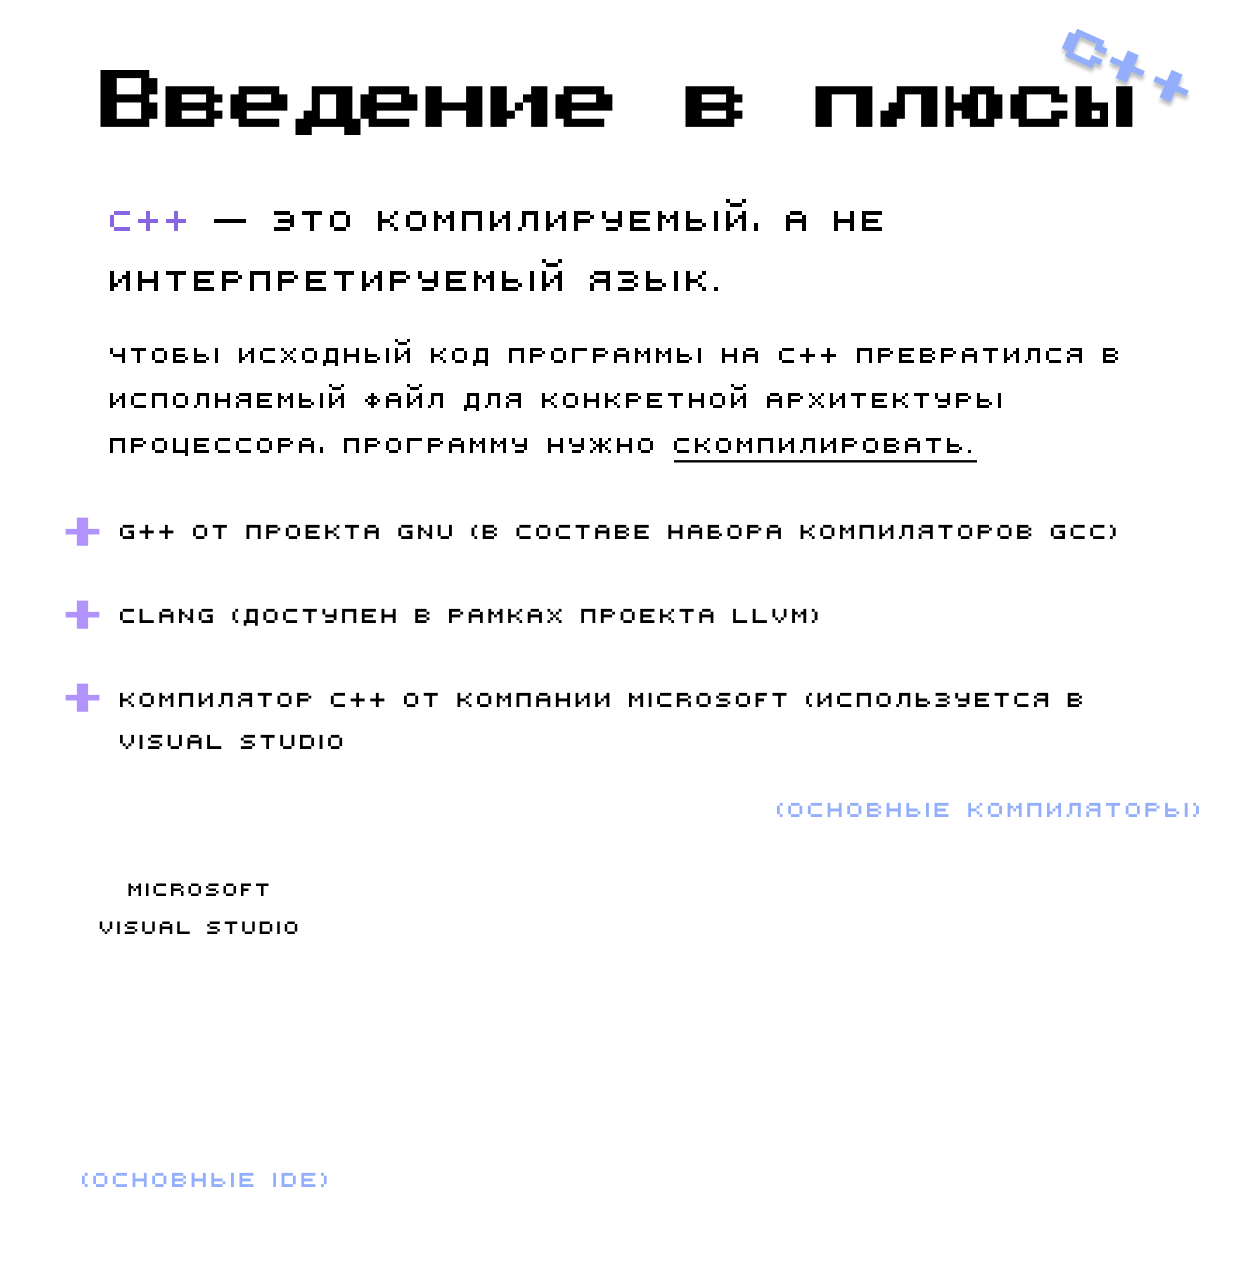 C++
Введение в плюсы
C++ — ЭТО КОМПИЛИРУЕМЫЙ, А НЕ
ИНТЕРПРЕТИРУЕМЫЙ ЯЗЫК.
ЧТОБЫ ИСХОДНЫЙ КОД ПРОГРАММЫ НА C++ ПРЕВРАТИЛСЯ В
ИСПОЛНЯЕМЫЙ ФАЙЛ ДЛЯ КОНКРЕТНОЙ АРХИТЕКТУРЫ
ПРОЦЕССОРА, ПРОГРАММУ НУЖНО СКОМПИЛИРОВАТЬ.
G++ ОТ ПРОЕКТА GNU (В СОСТАВЕ НАБОРА КОМПИЛЯТОРОВ GCC)
CLANG (ДОСТУПЕН В РАМКАХ ПРОЕКТА LLVM)
КОМПИЛЯТОР C++ ОТ КОМПАНИИ MICROSOFT (ИСПОЛЬЗУЕТСЯ В
VISUAL STUDIO
(ОСНОВНЫЕ КОМПИЛЯТОРЫ)
MICROSOFT
VISUAL STUDIO
(ОСНОВНЫЕ IDE)